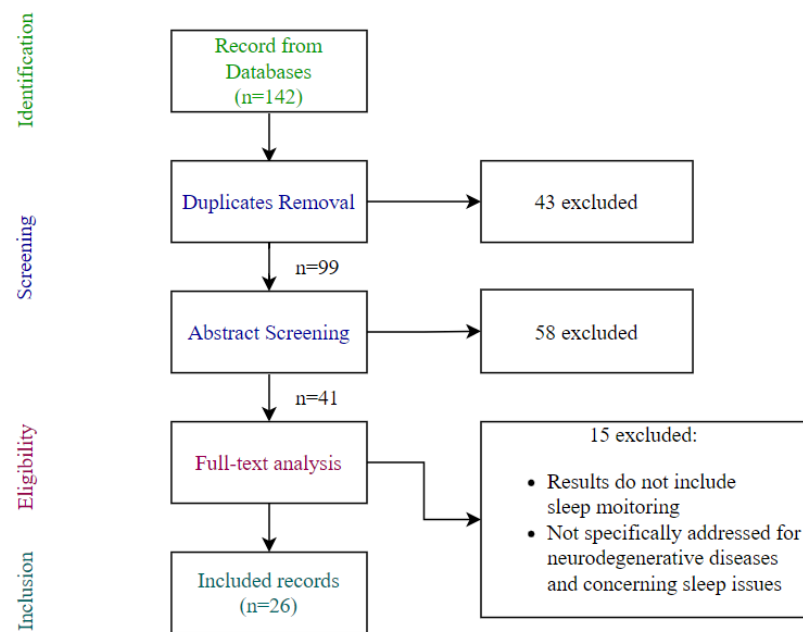 Identification
Record from
Databases
(n=142)
Screening
Duplicates Removal
43 excluded
n=99
Abstract Screening
58 excluded
n=41
Eligibility
Full-text analysis
15 excluded:
• Results do not include
sleep moitoring
• Not specifically addressed for
neurodegenerative diseases
and concerning sleep issues
Inclusion
Included records
(n=26)